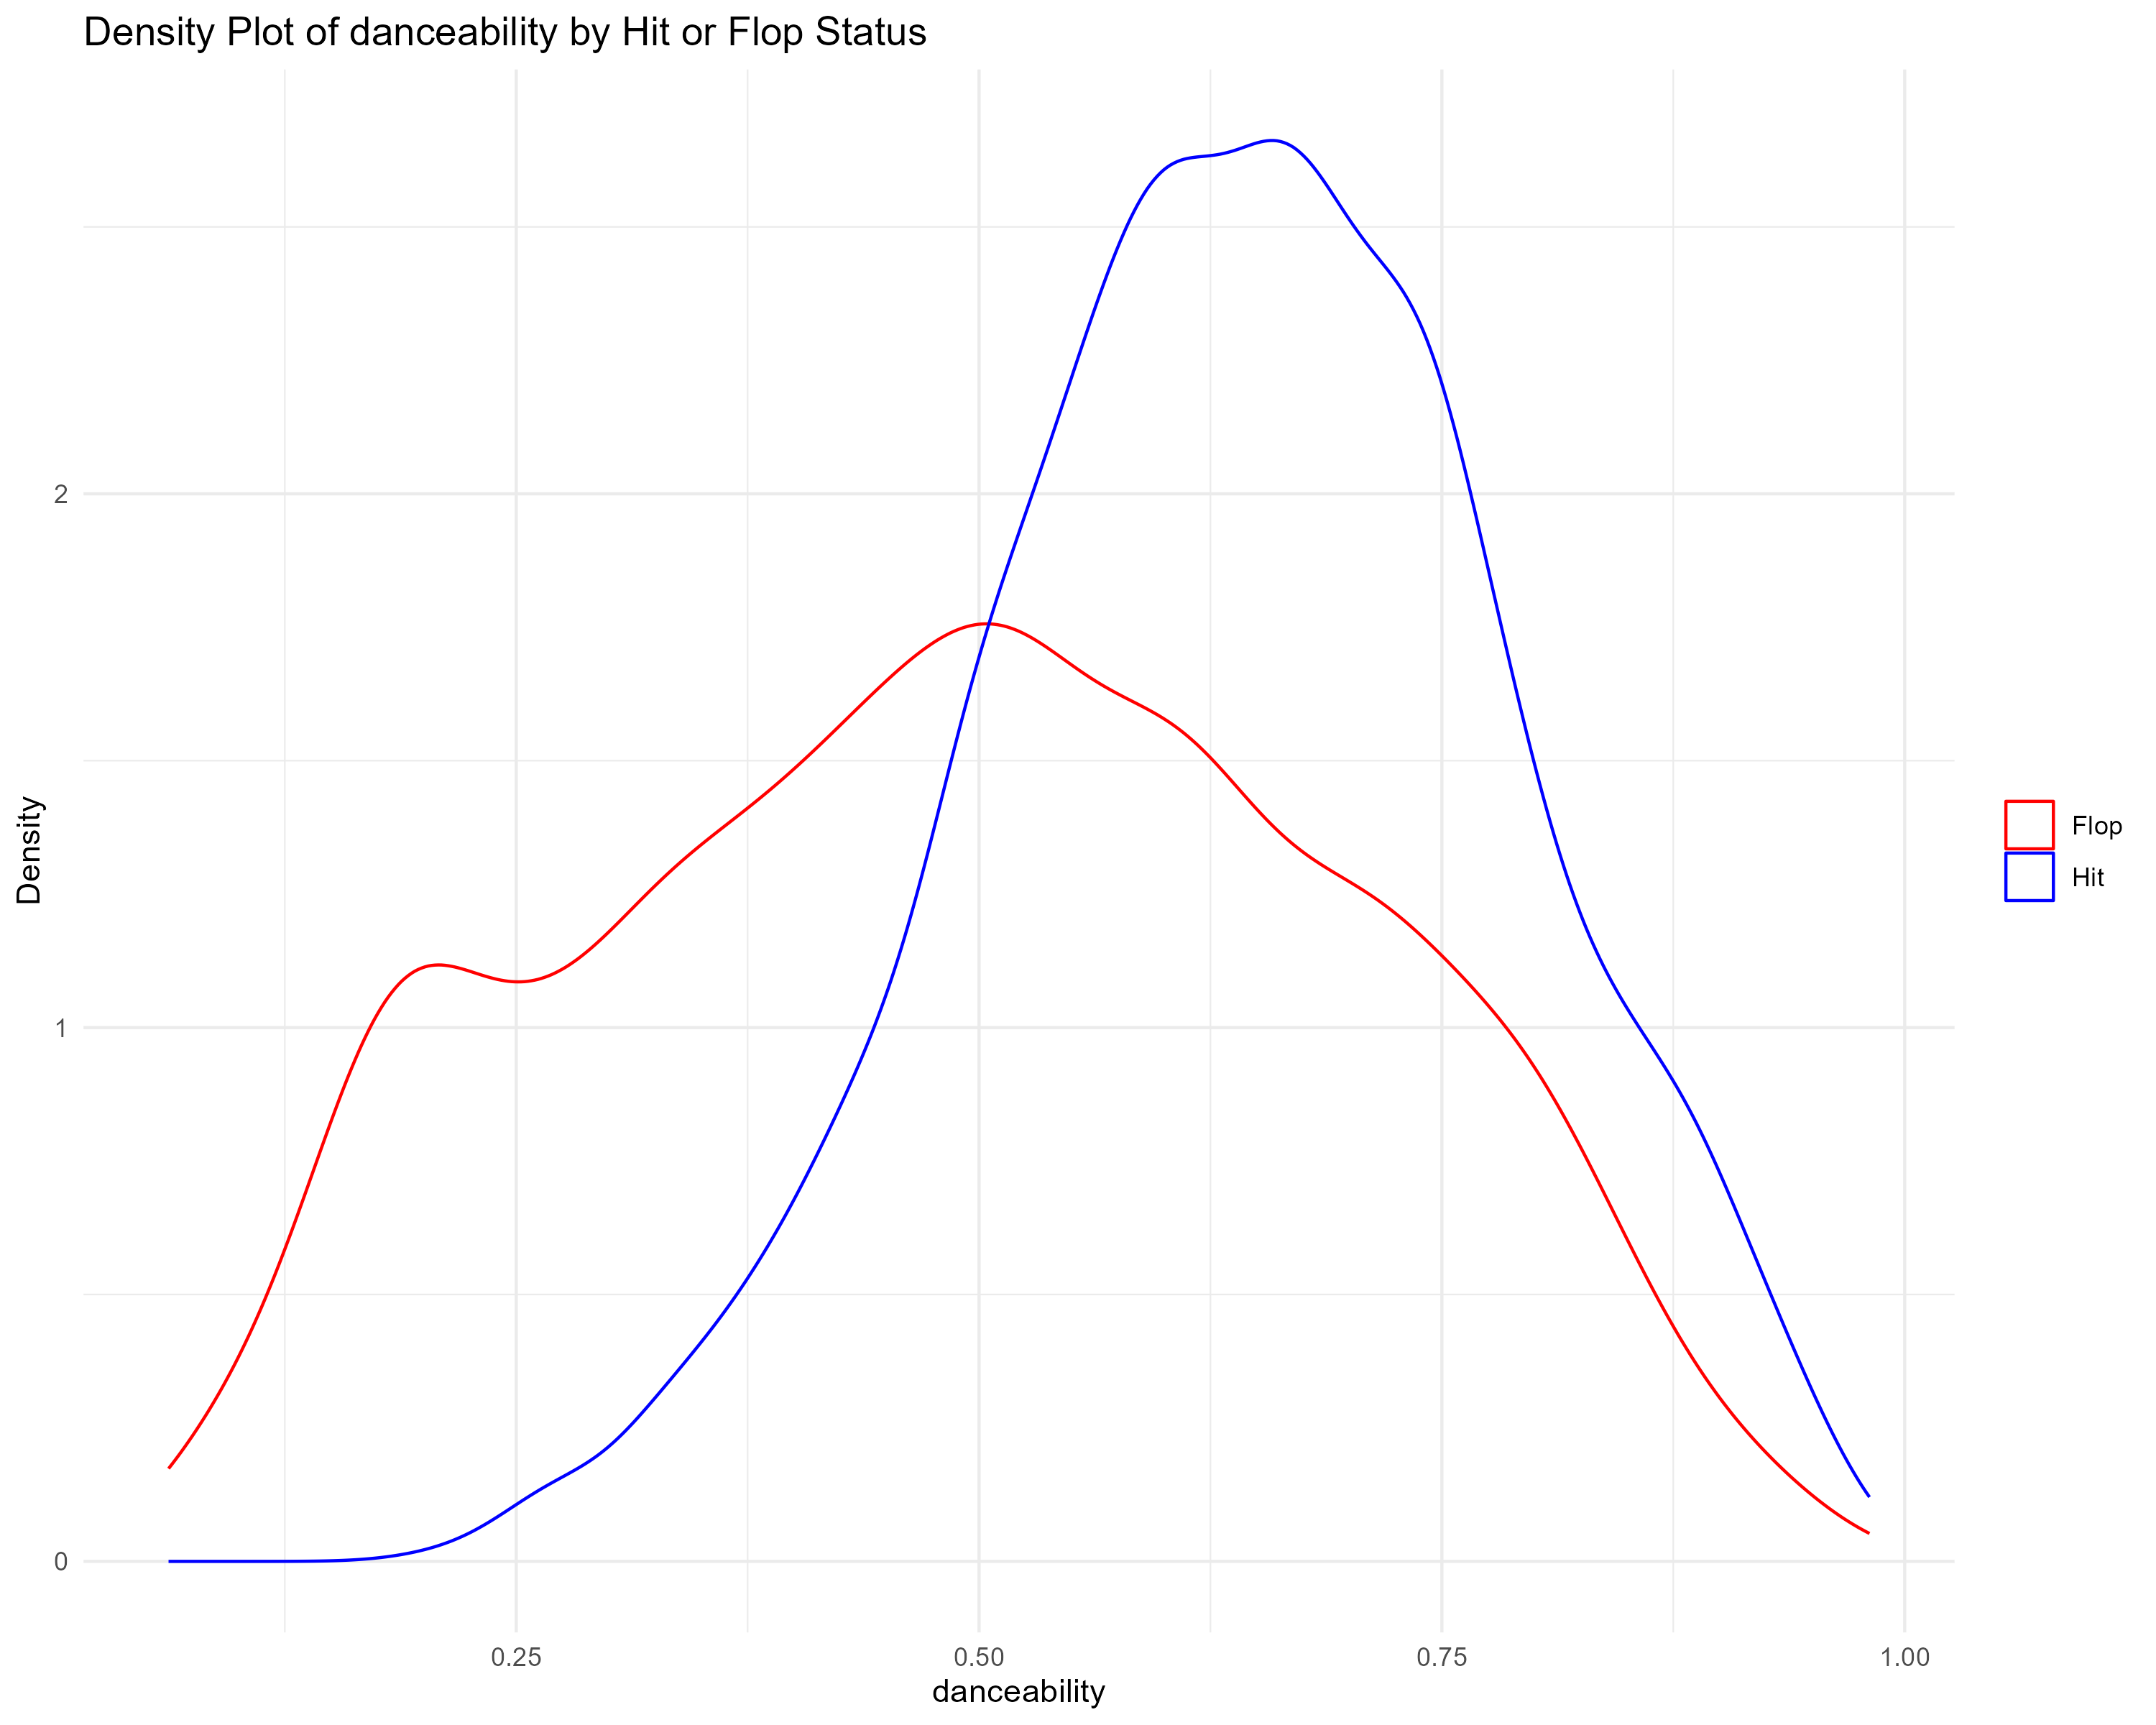 Density Plot of danceability by Hit or Flop Status
Density
2
1
0
0.25
0.50
0.75
1.00
danceability
Flop
Hit